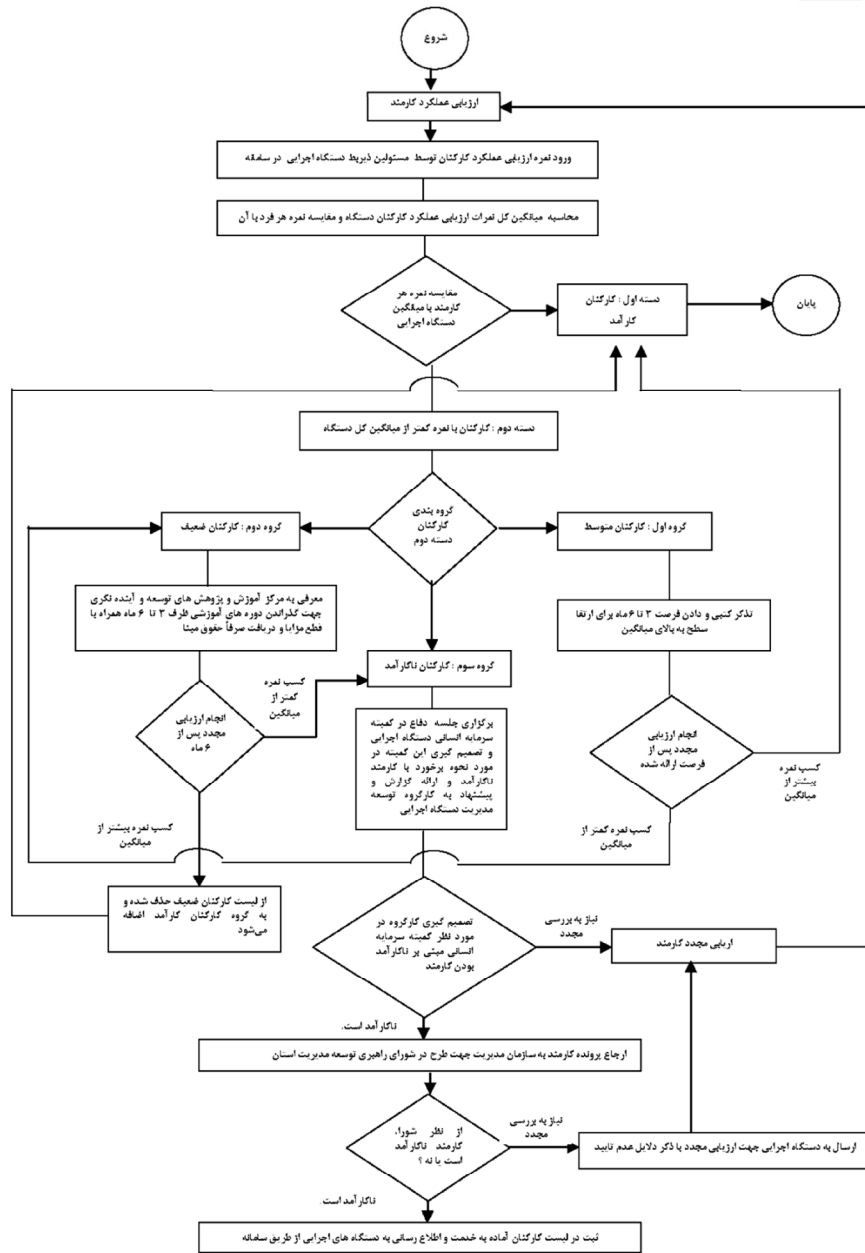 شروع
ارزیابی عملکرد کارمند
ورود نمره ارزیابی عملکرد کارکنان توسط مسئولین ذیربط دستگاه اجرایی در سامانه
محاسبه میانگین کل نمرات ارزیابی عملکرد کارکنان دستگاه و مقایسه نمره هر فرد با آن
مقایسه نمره هر
کارمند با میانگین
دستگاه اجرایی
دسته اول : کارکنان
کارآمد
پایان
دسته دوم : کارکنان با نمره کمتر از میانگین کل دستگاه
گروه بندی
کارکنان
دسته دوم
گروه اول : کارکنان متوسط
گروه دوم : کارکنان ضعیف
تذکر کتبی و دادن فرصت ۳ تا ۶ ماه برای ارتقا
سطح به بالای میانگین
معرفی به مرکز آموزش و پژوهش های توسعه و آینده نگری
جهت گذراندن دوره های آموزشی ظرف ۳ تا ۶ ماه همراه با
قطع مزایا و دریافت صرفاً حقوق مبنا
گروه سوم : کارکنان ناکارآمد
کسب نمره
کمتر از
میانگین
انجام ارزیابی
مجدد پس از
۶ ماه
برگزاری جلسه دفاع در کمیته
سرمایه انسانی دستگاه اجرایی
و تصمیم گیری این کمیته در
مورد نحوه برخورد با کارمند
ناکارآمد و ارائه گزارش و
پیشنهاد به کارگروه توسعه
مدیریت دستگاه اجرایی
انجام ارزیابی
مجدد پس از
فرصت ارائه شده
کسب نمره
بیشتر از
میانگین
کسب نمره کمتر از
میانگین
کسب نمره بیشتر از
میانگین
از لیست کارکنان ضعیف حذف شده و
به گروه کارکنان کارآمد اضافه
می‌شود
تصمیم گیری کارگروه در
مورد نظر کمیته سرمایه
انسانی مبنی بر ناکارآمد
بودن کارمند
نیاز به بررسی
مجدد
اریابی مجدد کارمند
ناکارآمد است.
ارجاع پرونده کارمند به سازمان مدیریت جهت طرح در شورای راهبری توسعه مدیریت استان
از نظر شورا،
کارمند ناکارآمد
است یا نه ؟
نیاز به بررسی
مجدد
ارسال به دستگاه اجرایی جهت ارزیابی مجدد با ذکر دلایل عدم تایید
ناکارآمد است.
ثبت در لیست کارکنان آماده به خدمت و اطلاع رسانی به دستگاه های اجرایی از طریق سامانه